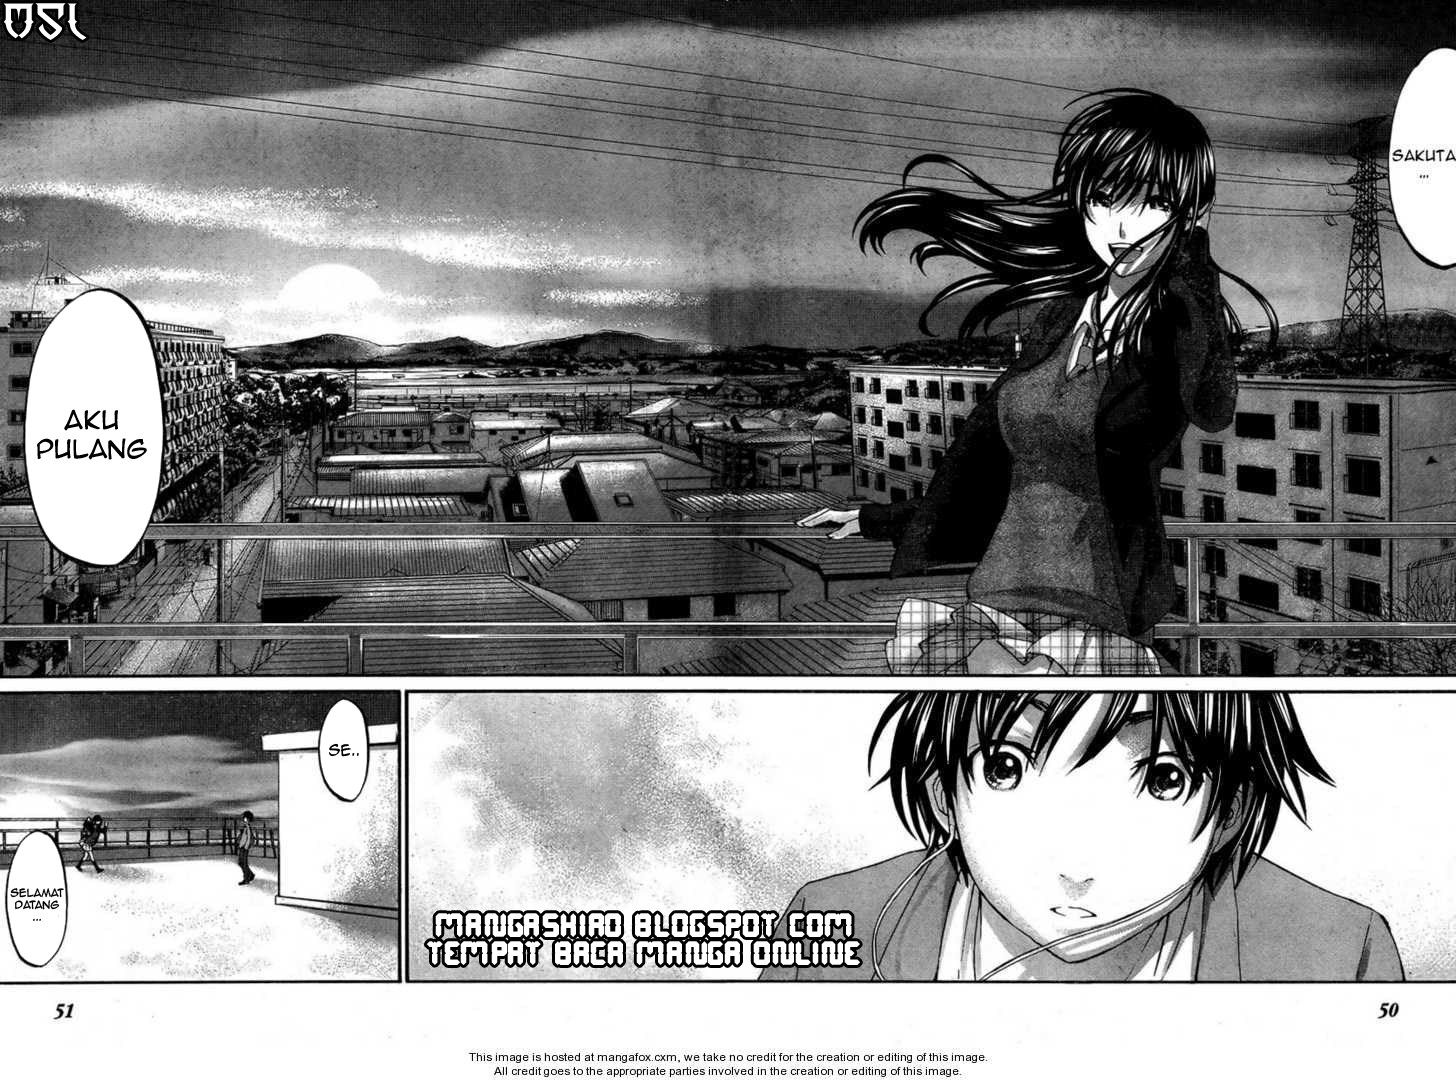 MSI
SAKUTA
...
AKU
PULANG
SE..
SELAMAT
DATANG
...
MANGASHIRO BLOGSPOT COM
TEMPAT BACA MANGA ONLINE
51
50
This image is hosted at mangafox.cxm, we take no credit for the creation or editing of this image.
All credit goes to the appropriate parties involved in the creation or editing of this image.